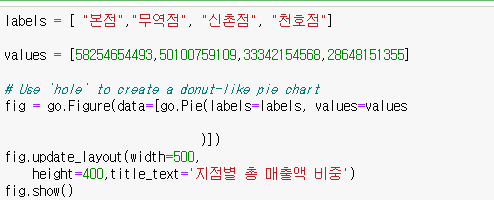 labels = [ "본점","무역점", "신촌점", "천호점"]
values = [58254654493,50100759109,33342154568,28648151355]
# Use `hole` to create a donut-like pie chart
fig = go.Figure(data=[go.Pie(labels=labels, values=values
)])
fig.update_layout(width=500,
height=400,title_text='지점별 총 매출액 비중')
fig.show()